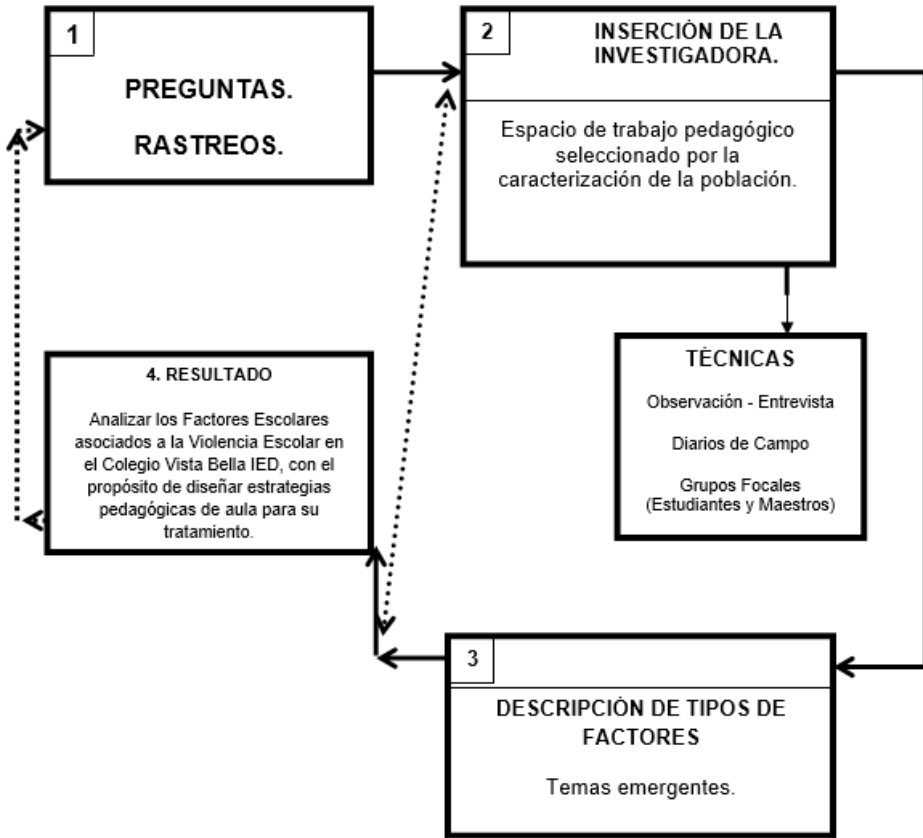 1
PREGUNTAS.
RASTREOS.
2
INSERCIÓN DE LA
INVESTIGADORA.
Espacio de trabajo pedagógico
seleccionado por la
caracterización de la población.
TÉCNICAS
Observación - Entrevista
Diarios de Campo
Grupos Focales
(Estudiantes y Maestros)
3
DESCRIPCIÓN DE TIPOS DE
FACTORES
Temas emergentes.
4. RESULTADO
Analizar los Factores Escolares
asociados a la Violencia Escolar en
el Colegio Vista Bella IED, con el
propósito de diseñar estrategias
pedagógicas de aula para su
tratamiento.